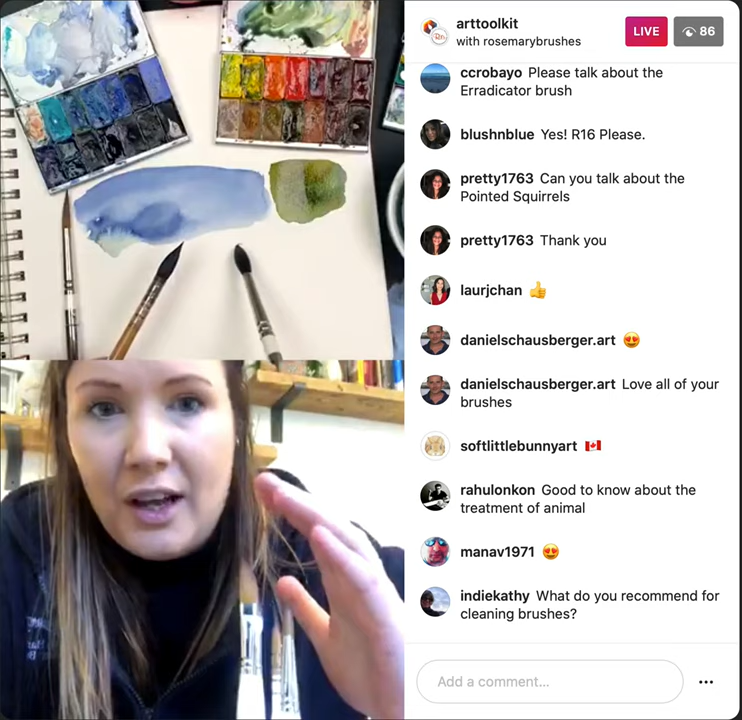 arttoolkit
with rosemarybrushes
LIVE
86
ccrobayo Please talk about the
Erradicator brush
blushnblue Yes! R16 Please.
pretty1763 Can you talk about the
Pointed Squirrels
pretty1763 Thank you
laurjchan 👍
danielschausberger.art 😍
danielschausberger.art Love all of your
brushes
softlittlebunnyart 🇨🇦
rahulonkon Good to know about the
treatment of animal
manav1971 😍
indiekathy What do you recommend for
cleaning brushes?
Add a comment...